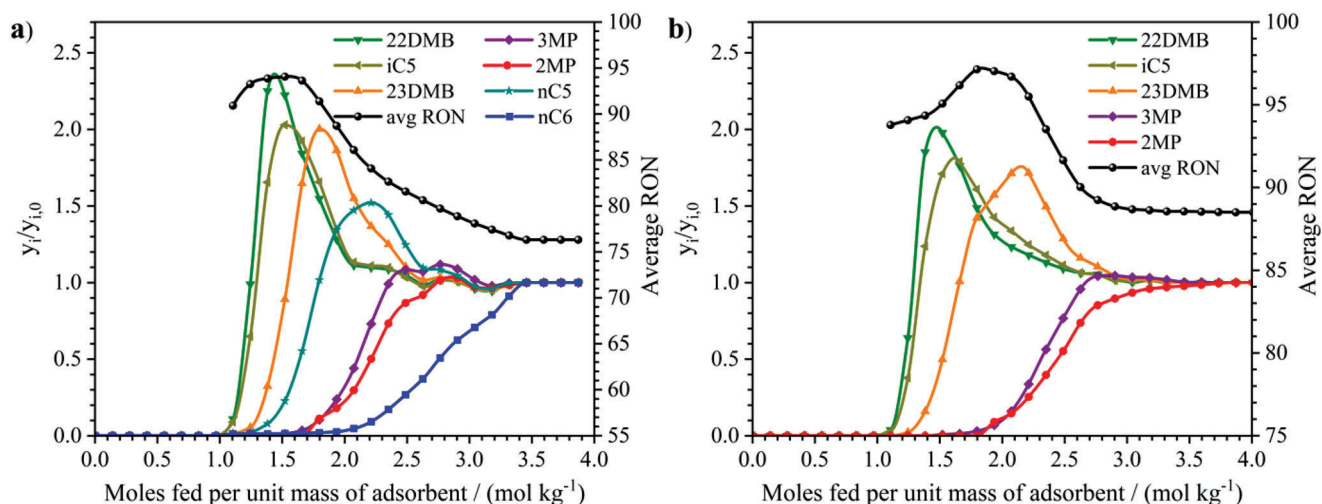 a)
2.5
2.0
1.5
1.0
0.5
0.0
yi/yi,0
22DMB
iC5
23DMB
avg RON
3MP
2MP
nC5
nC6
100
95
90
85
80
75
70
65
60
55
Average RON
0.0 0.5 1.0 1.5 2.0 2.5 3.0 3.5 4.0
Moles fed per unit mass of adsorbent / (mol kg⁻¹)
b)
2.5
2.0
1.5
1.0
0.5
0.0
yi/yi,0
22DMB
iC5
23DMB
3MP
2MP
avg RON
100
95
90
85
80
75
Average RON
0.0 0.5 1.0 1.5 2.0 2.5 3.0 3.5 4.0
Moles fed per unit mass of adsorbent / (mol kg⁻¹)